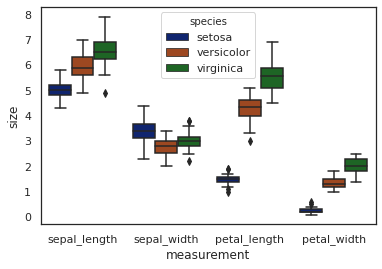 species
setosa
versicolor
virginica
8
7
6
5
4
3
2
1
0
size
sepal_length sepal_width petal_length petal_width
measurement